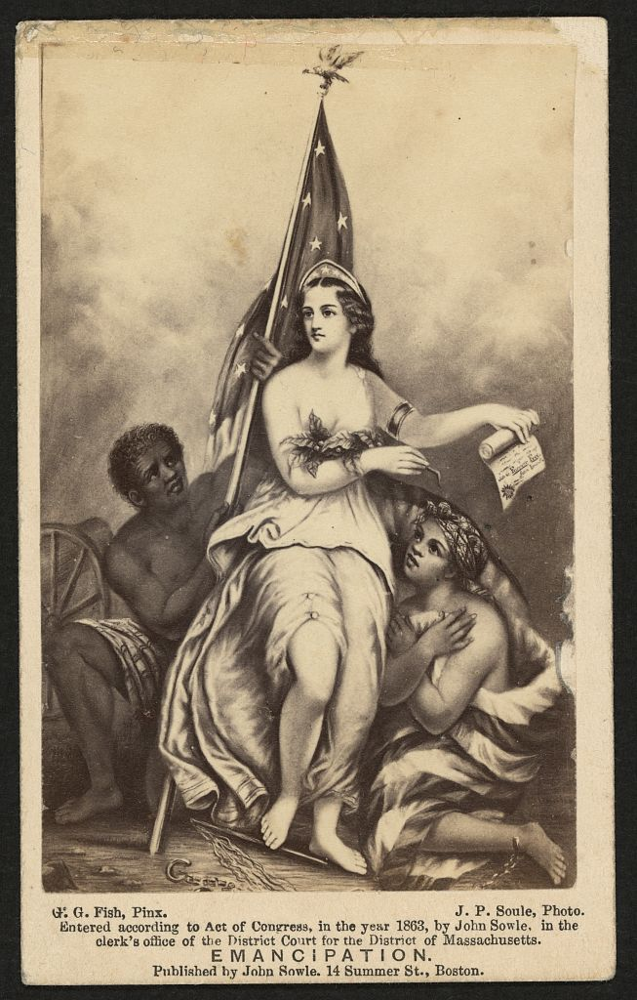 G. G. Fish, Pinx. J. P. Soule, Photo.
Entered according to Act of Congress, in the year 1863, by John Sowle, in the
clerk's office of the District Court for the District of Massachusetts.
EMANCIPATION.
Published by John Sowle. 14 Summer St., Boston.